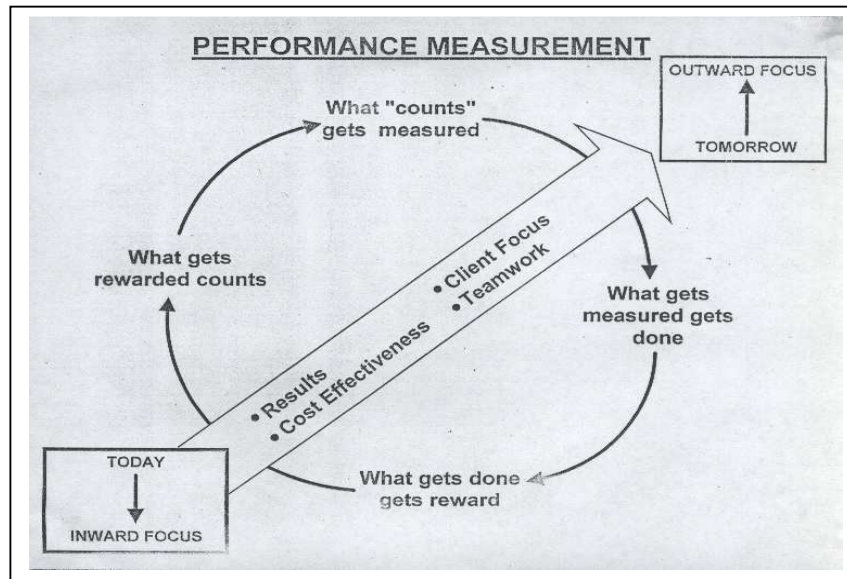 PERFORMANCE MEASUREMENT
OUTWARD FOCUS
TOMORROW
What "counts"
gets measured
What gets
rewarded counts
• Client Focus
• Teamwork
What gets
measured gets
done
• Results
• Cost Effectiveness
What gets done
gets reward
TODAY
INWARD FOCUS